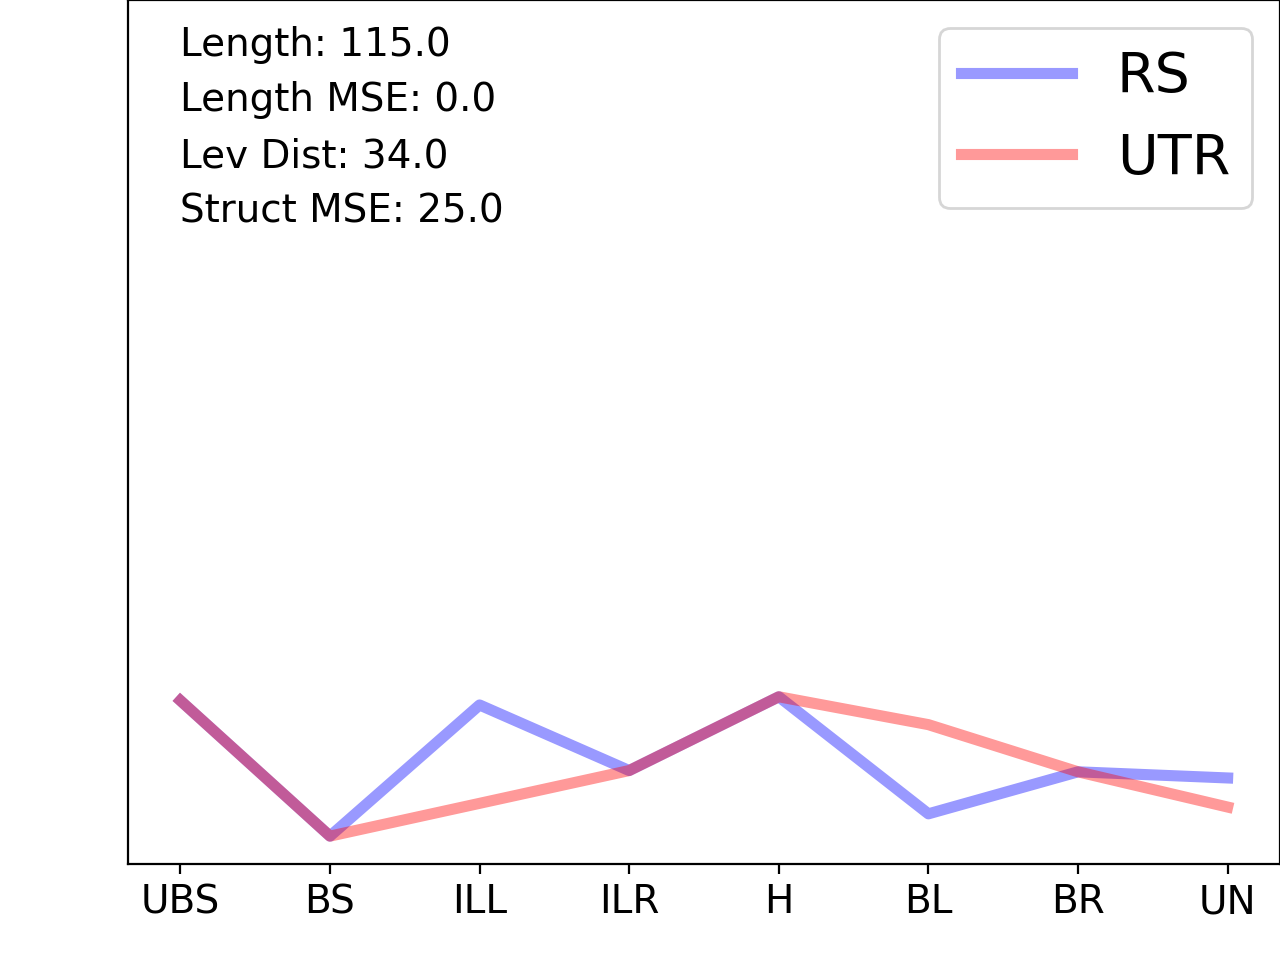 Length: 115.0
Length MSE: 0.0
Lev Dist: 34.0
Struct MSE: 25.0
RS
UTR
UBS BS ILL ILR H BL BR UN